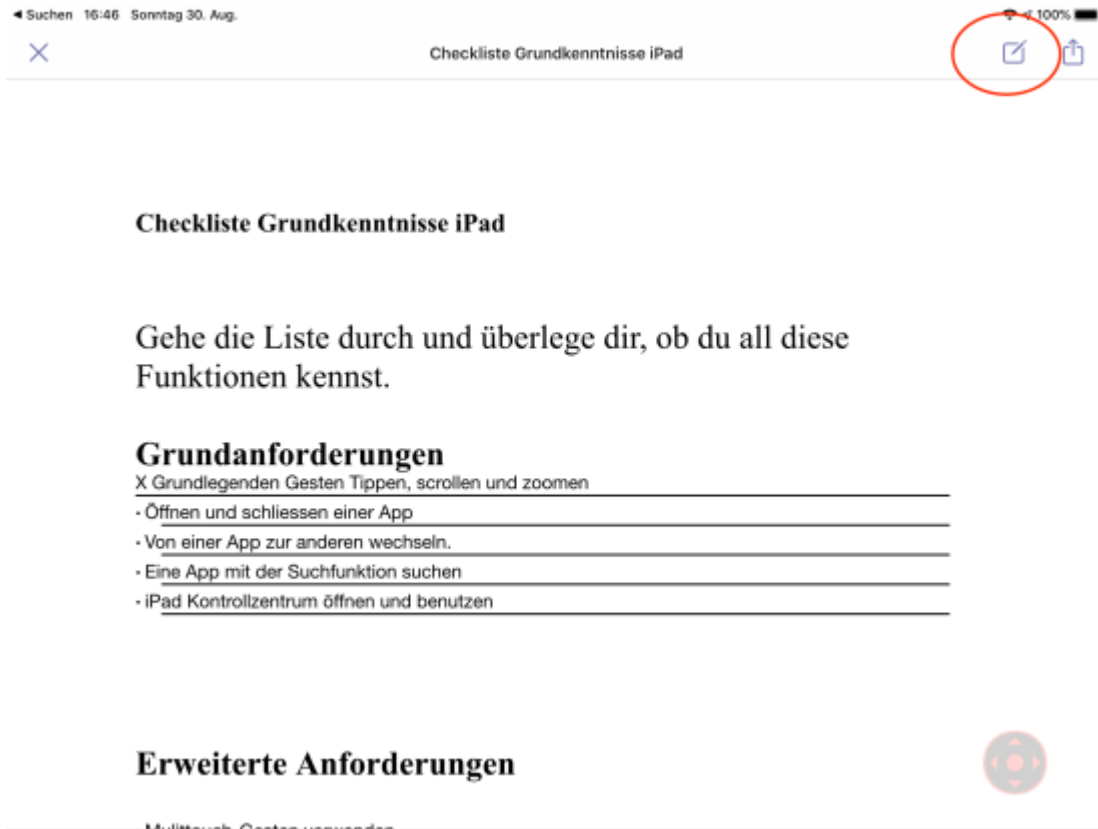 Suchen 16:46 Sonntag 30. Aug. 100%
Checkliste Grundkenntnisse iPad
Checkliste Grundkenntnisse iPad
Gehe die Liste durch und überlege dir, ob du all diese
Funktionen kennst.
Grundanforderungen
X Grundlegenden Gesten Tippen, scrollen und zoomen
- Öffnen und schliessen einer App
- Von einer App zur anderen wechseln.
- Eine App mit der Suchfunktion suchen
- iPad Kontrollzentrum öffnen und benutzen
Erweiterte Anforderungen